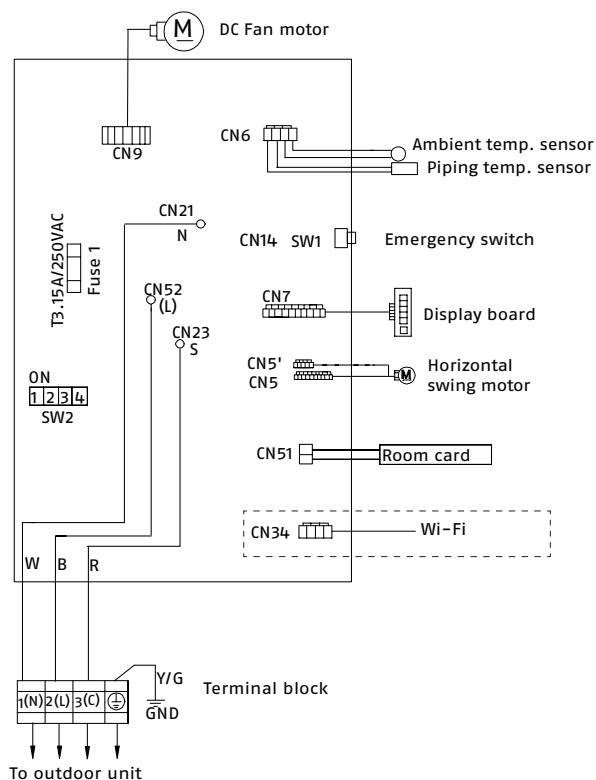 M
DC Fan motor
CN9
CN6
Ambient temp. sensor
Piping temp. sensor
CN21
N
CN14
SW1
Emergency switch
T3.15A/250VAC
Fuse 1
CN52
(L)
CN7
Display board
CN23
S
CN5'
CN5
M
Horizontal
swing motor
ON
1 2 3 4
SW2
CN51
Room card
CN34
Wi-Fi
W
B
R
Y/G
1(N) 2(L) 3(C)
GND
Terminal block
To outdoor unit